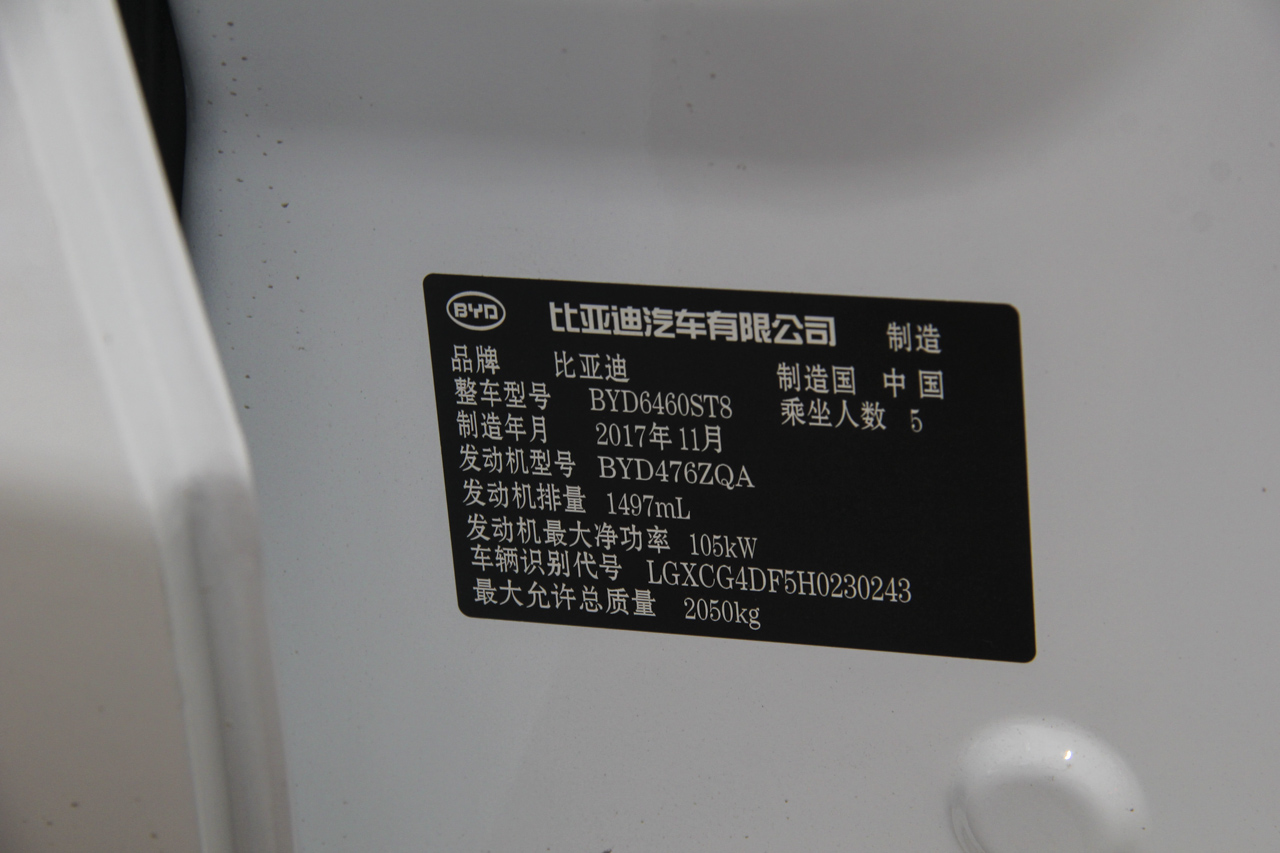 BYD 比亚迪汽车有限公司 制造
品牌 比亚迪 制造国 中国
整车型号 BYD6460ST8 乘坐人数 5
制造年月 2017年11月
发动机型号 BYD476ZQA
发动机排量 1497mL
发动机最大净功率 105kW
车辆识别代号 LGXCG4DF5H0230243
最大允许总质量 2050kg